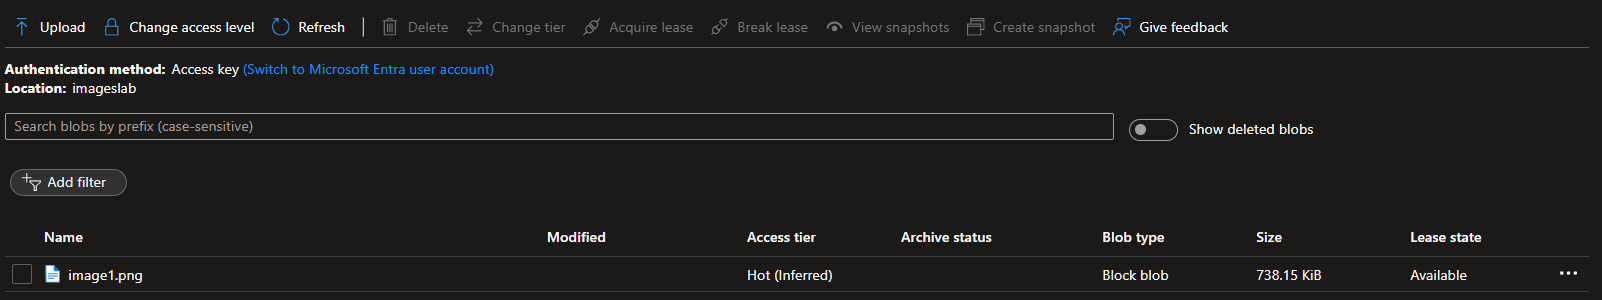 Upload Change access level Refresh Delete Change tier Acquire lease Break lease View snapshots Create snapshot Give feedback
Authentication method: Access key (Switch to Microsoft Entra user account)
Location: imageslab
Search blobs by prefix (case-sensitive)
Show deleted blobs
Add filter
Name Modified Access tier Archive status Blob type Size Lease state
image1.png Hot (Inferred) Block blob 738.15 KiB Available